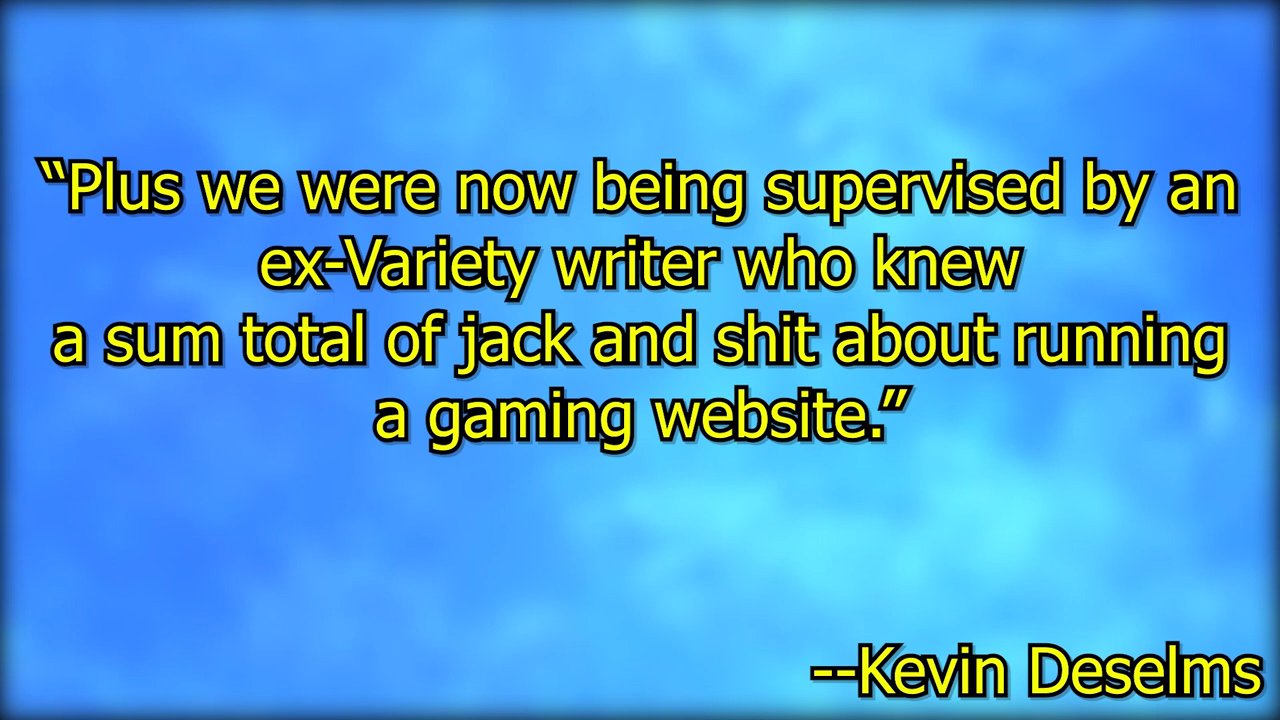 “Plus we were now being supervised by an
ex-Variety writer who knew
a sum total of jack and shit about running
a gaming website.”
--Kevin Deselms